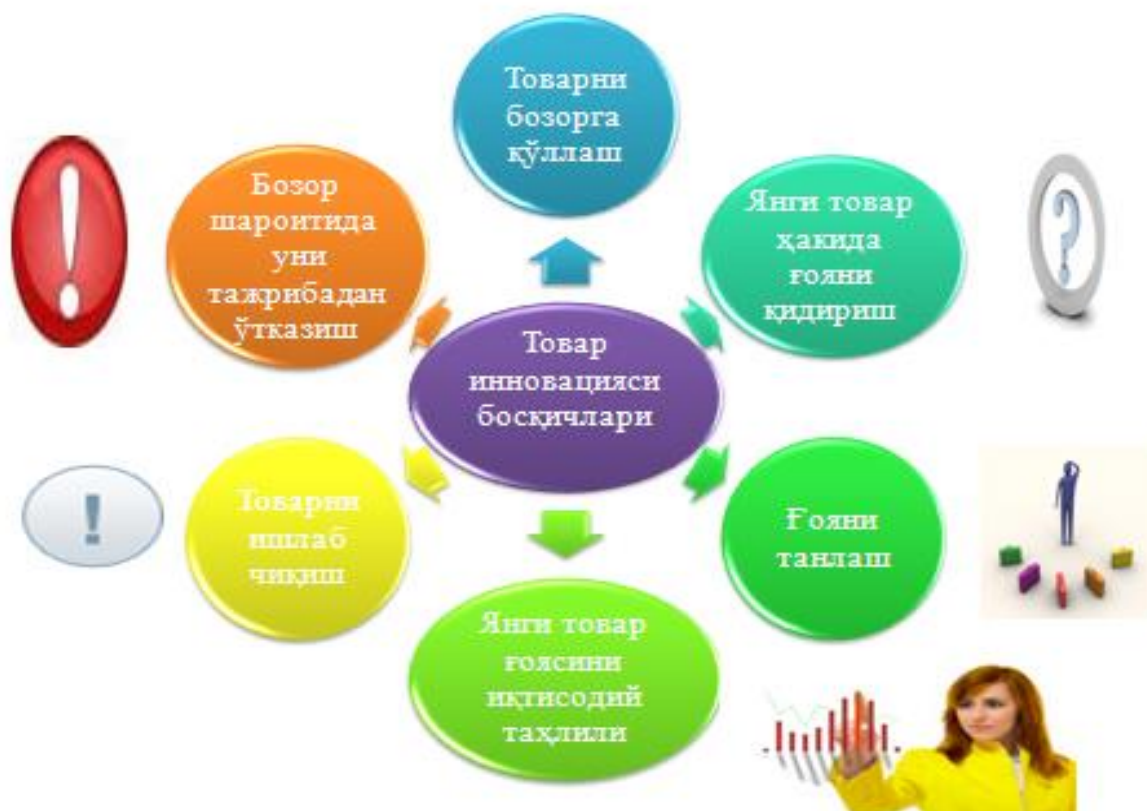 Товарни
бозорга
қўллаш
Бозор
шароитида
уни
тажрибадан
ўтказиш
Янги товар
ҳакида
ғояни
қидириш
Товар
инновацияси
босқичлари
Товарни
ишлаб
чиқиш
Ғояни
танлаш
Янги товар
ғоясини
иқтисодий
таҳлили